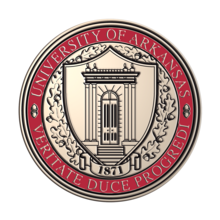 UNIVERSITY OF ARKANSAS
1871
VERITATE DUCE PROGREDI